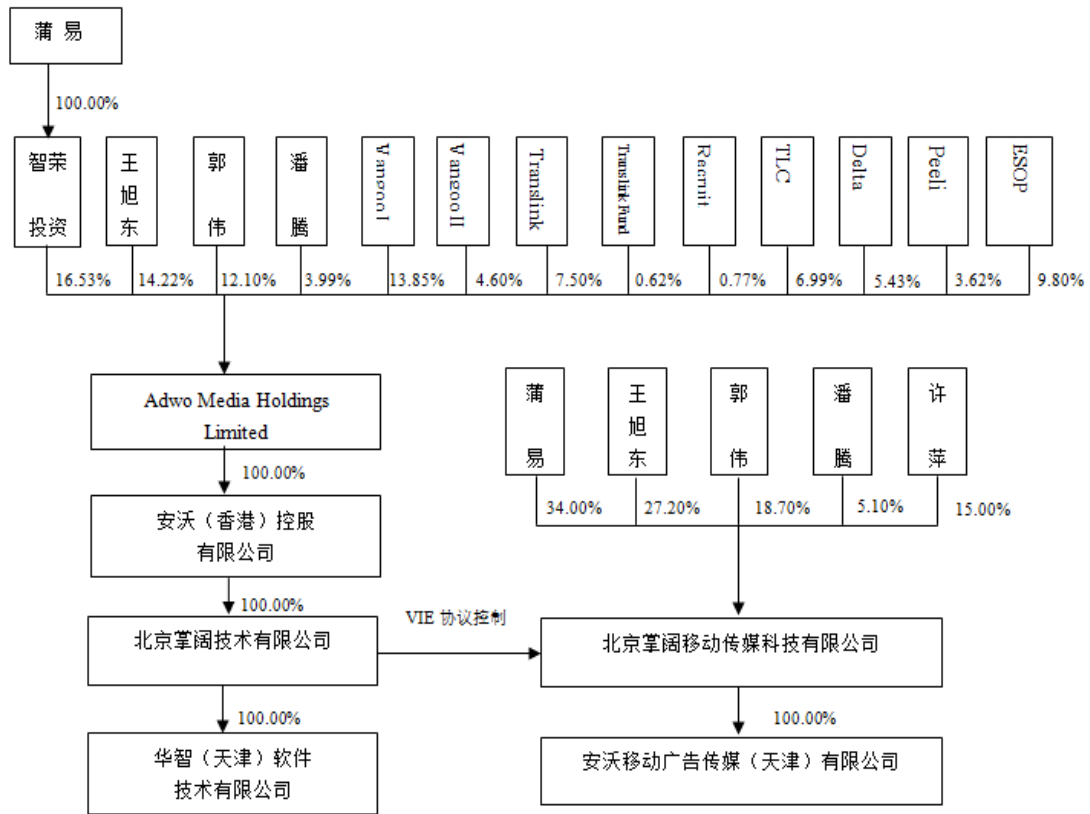 蒲 易
100.00%
智荣
投资
王
旭
东
郭
伟
潘
腾
Vangoo I
Vangoo II
Translink
Translink Fund
Recruit
TLC
Delta
Peeli
ESOP
16.53%
14.22%
12.10%
3.99%
13.85%
4.60%
7.50%
0.62%
0.77%
6.99%
5.43%
3.62%
9.80%
Adwo Media Holdings
Limited
蒲
易
王
旭
东
郭
伟
潘
腾
许
萍
100.00%
34.00%
27.20%
18.70%
5.10%
15.00%
安沃（香港）控股
有限公司
100.00%
北京掌阔技术有限公司
VIE 协议控制
北京掌阔移动传媒科技有限公司
100.00%
100.00%
华智（天津）软件
技术有限公司
安沃移动广告传媒（天津）有限公司